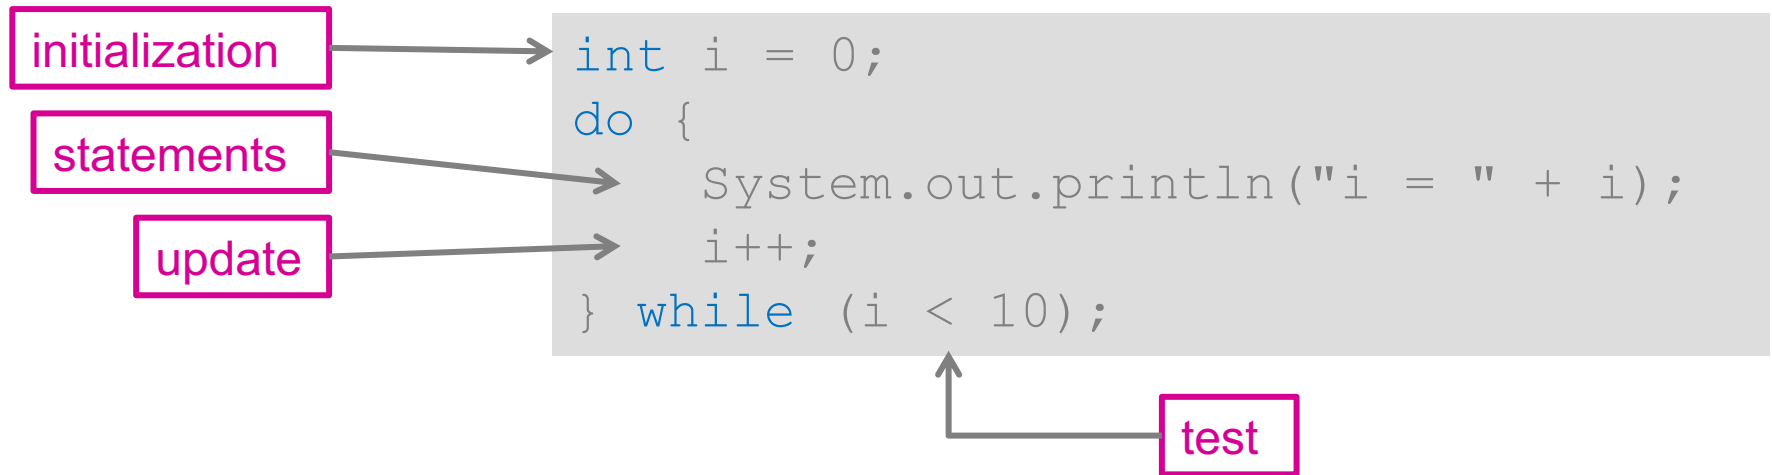 initialization
int i = 0;
do {
statements
System.out.println("i = " + i);
update
i++;
} while (i < 10);
test